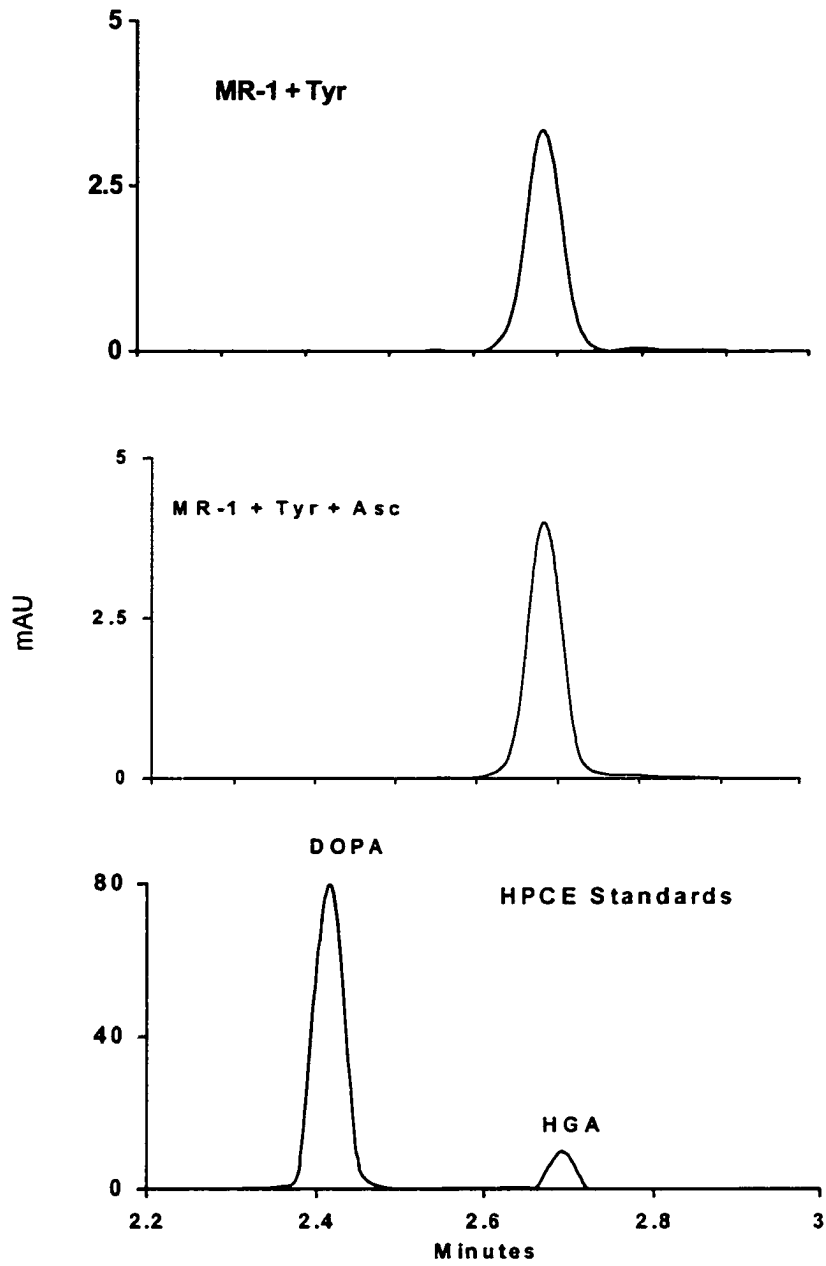 5
MR-1 + Tyr
2.5
0
5
MR-1 + Tyr + Asc
mAU
2.5
0
DOPA
80
HPCE Standards
40
HGA
0
2.2 2.4 2.6 2.8 3
Minutes